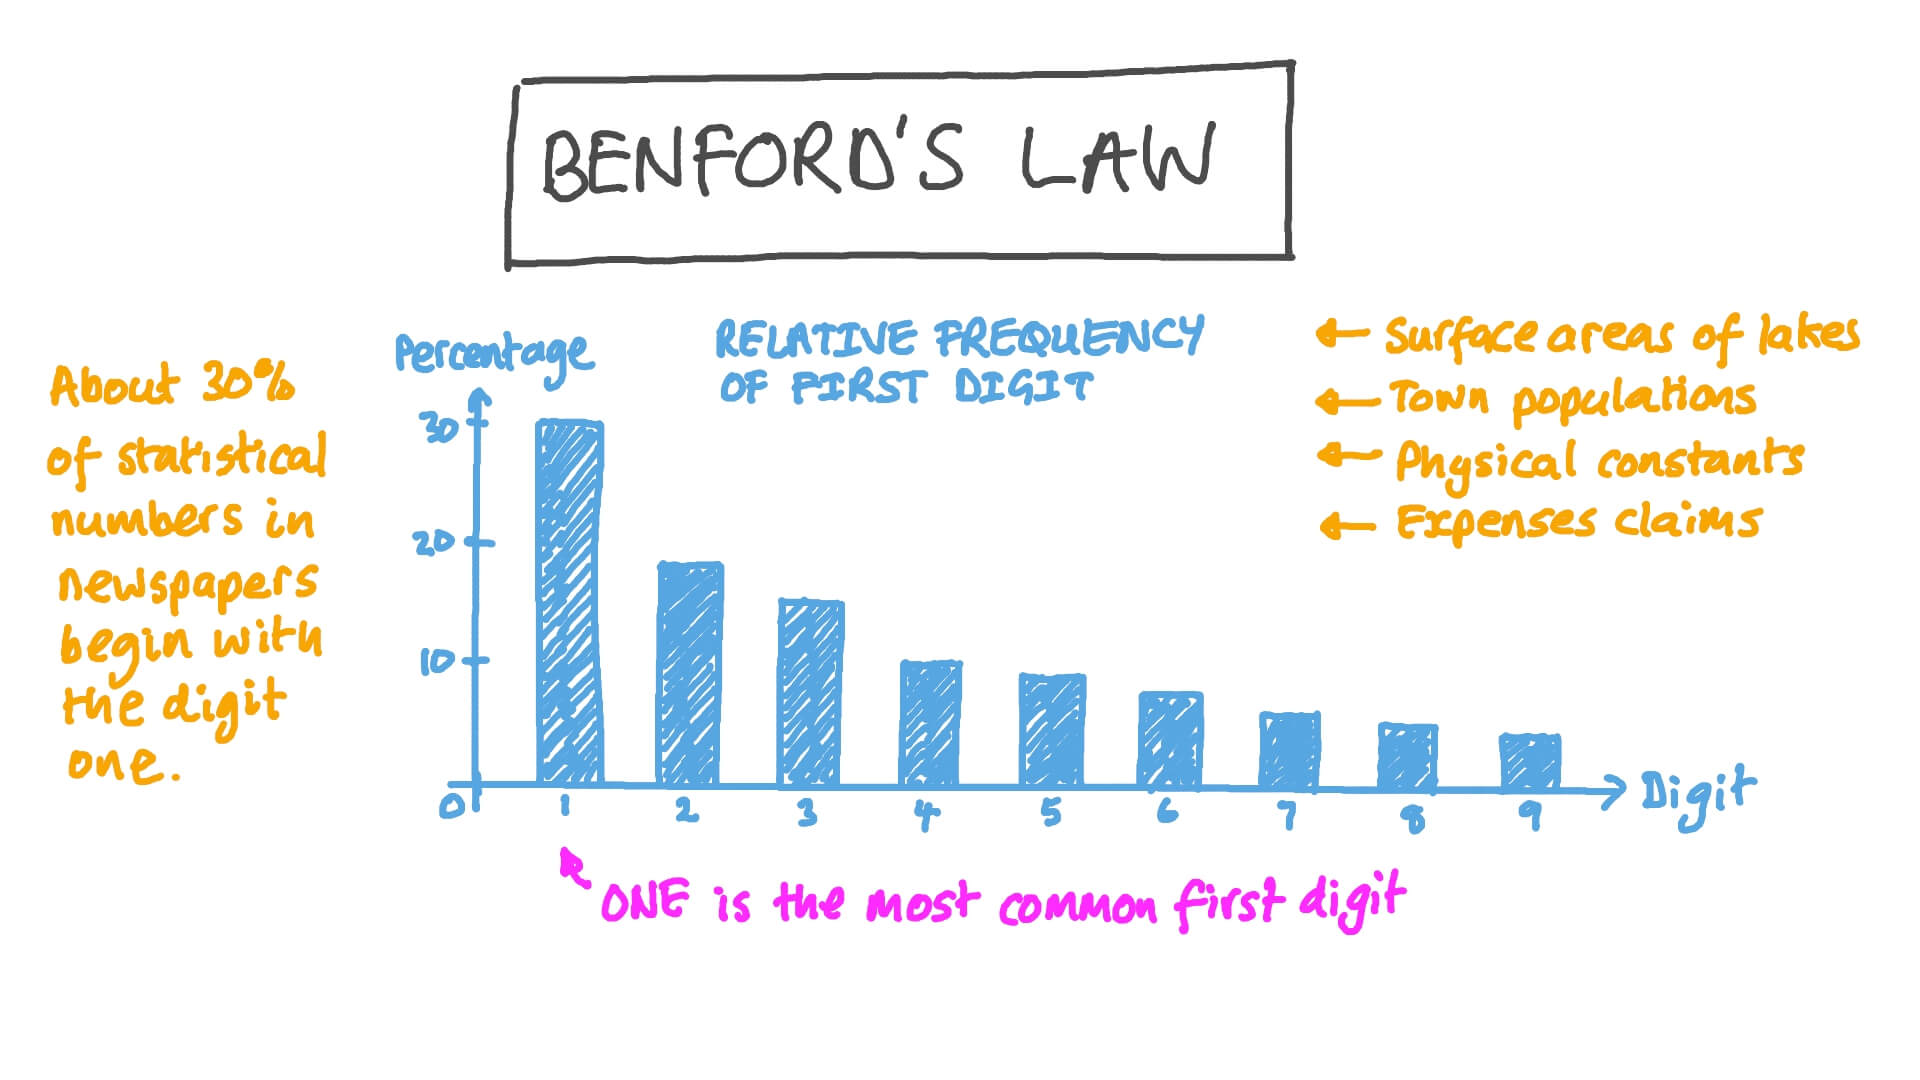 BENFORD'S LAW
About 30%
of statistical
numbers in
newspapers
begin with
the digit
one.
Percentage
30
20
10
0
RELATIVE FREQUENCY
OF FIRST DIGIT
1 2 3 4 5 6 7 8 9
Digit
← Surface areas of lakes
← Town populations
← Physical constants
← Expenses claims
ONE is the most common first digit